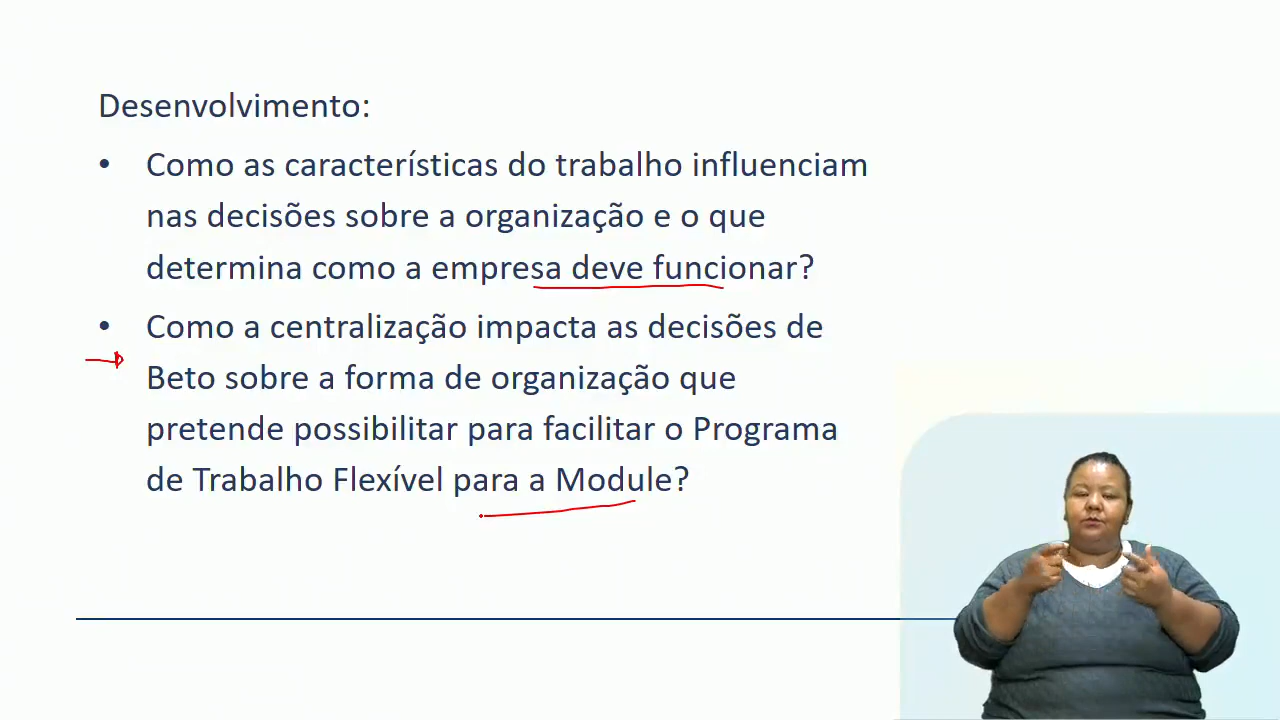 Desenvolvimento:
• Como as características do trabalho influenciam
nas decisões sobre a organização e o que
determina como a empresa deve funcionar?
• Como a centralização impacta as decisões de
Beto sobre a forma de organização que
pretende possibilitar para facilitar o Programa
de Trabalho Flexível para a Module?